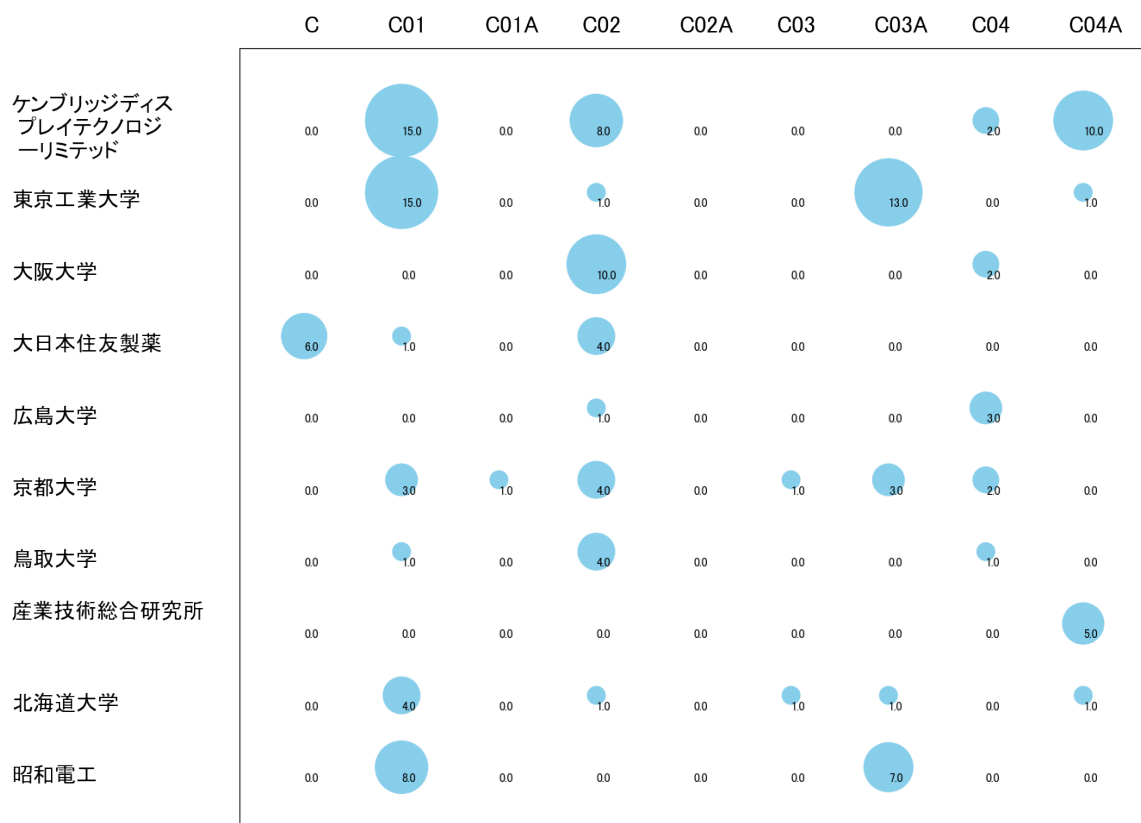 C C01 C01A C02 C02A C03 C03A C04 C04A
ケンブリッジディス
プレイテクノロジ
ーリミテッド
0.0 15.0 0.0 8.0 0.0 0.0 0.0 2.0 10.0
東京工業大学 0.0 15.0 0.0 1.0 0.0 0.0 13.0 0.0 1.0
大阪大学 0.0 0.0 0.0 10.0 0.0 0.0 0.0 2.0 0.0
大日本住友製薬 6.0 1.0 0.0 4.0 0.0 0.0 0.0 0.0 0.0
広島大学 0.0 0.0 0.0 1.0 0.0 0.0 0.0 3.0 0.0
京都大学 0.0 3.0 1.0 4.0 0.0 1.0 3.0 2.0 0.0
鳥取大学 0.0 1.0 0.0 4.0 0.0 0.0 0.0 1.0 0.0
産業技術総合研究所
0.0 0.0 0.0 0.0 0.0 0.0 0.0 0.0 5.0
北海道大学 0.0 4.0 0.0 1.0 0.0 1.0 1.0 0.0 1.0
昭和電工 0.0 8.0 0.0 0.0 0.0 0.0 7.0 0.0 0.0